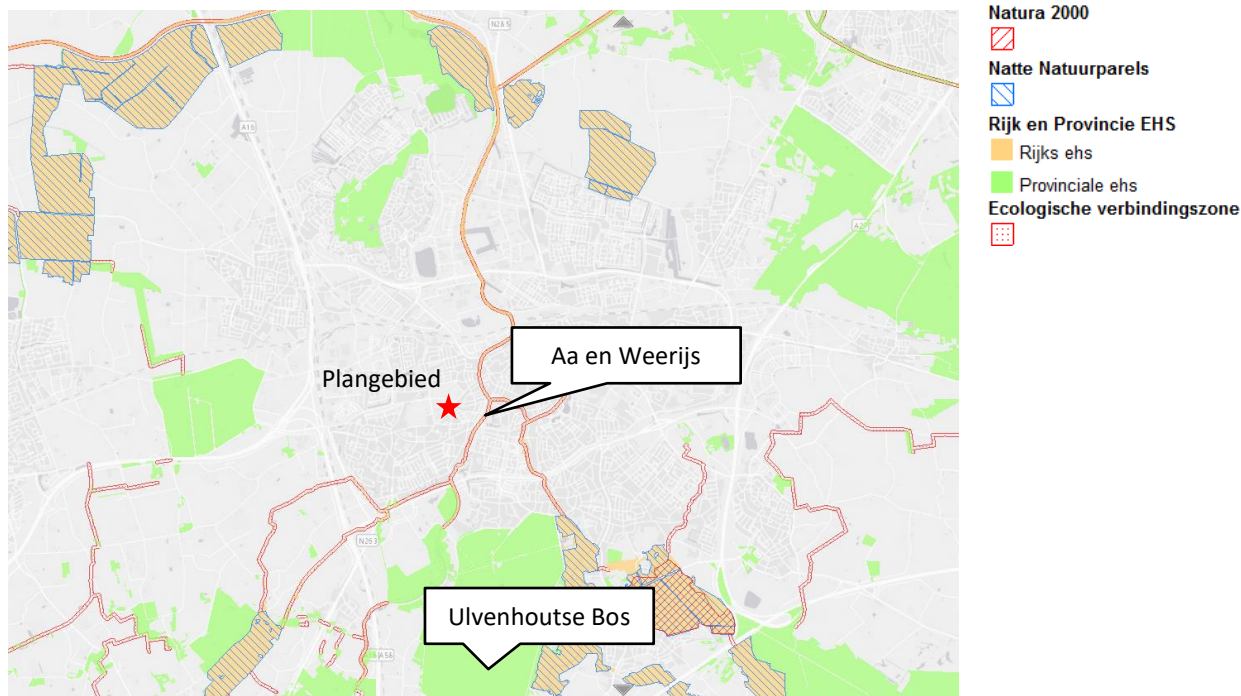 Natura 2000
Natte Natuurparels
Rijk en Provincie EHS
Rijks ehs
Provinciale ehs
Ecologische verbindingszone
N285
A16
Aa en Weerijs
Plangebied
N263
Ulvenhoutse Bos
A58